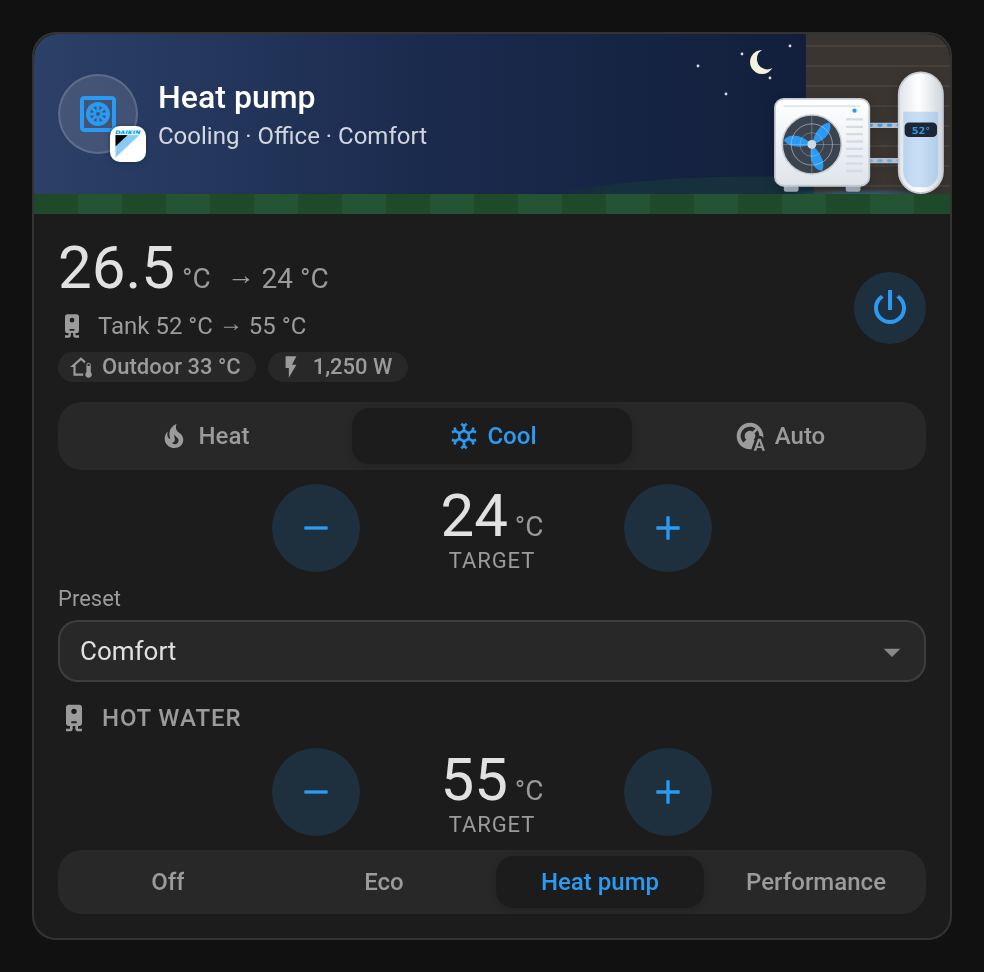 Heat pump
Cooling · Office · Comfort
DAIKIN
52°
26.5 °C → 24 °C
Tank 52 °C → 55 °C
Outdoor 33 °C
1,250 W
Heat
Cool
Auto
24 °C
TARGET
Preset
Comfort
HOT WATER
55 °C
TARGET
Off
Eco
Heat pump
Performance